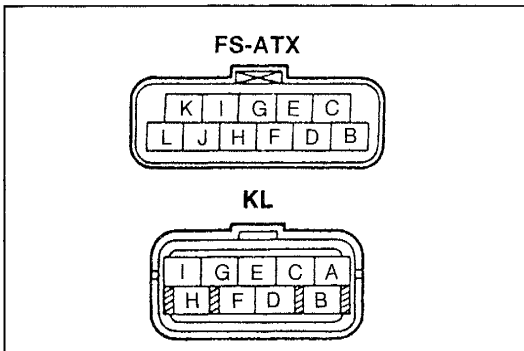 FS-ATX
K I G E C
L J H F D B
KL
I G E C A
H F D B